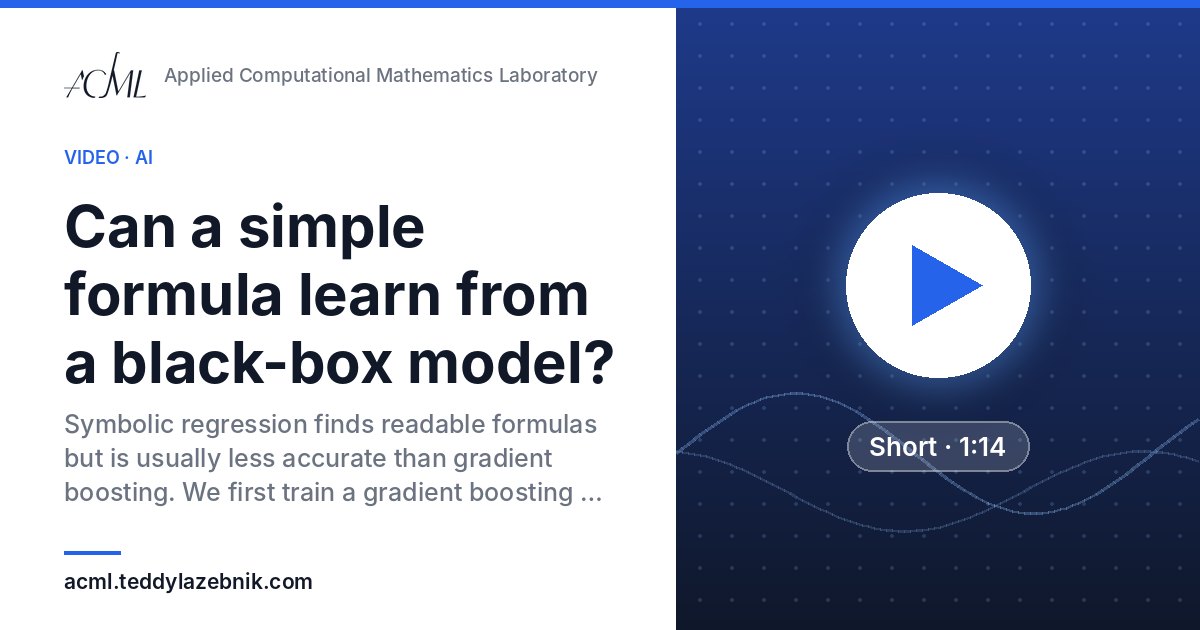 ACML
Applied Computational Mathematics Laboratory
VIDEO · AI
Can a simple
formula learn from
a black-box model?
Symbolic regression finds readable formulas
but is usually less accurate than gradient
boosting. We first train a gradient boosting ...
acml.teddylazebnik.com
Short · 1:14